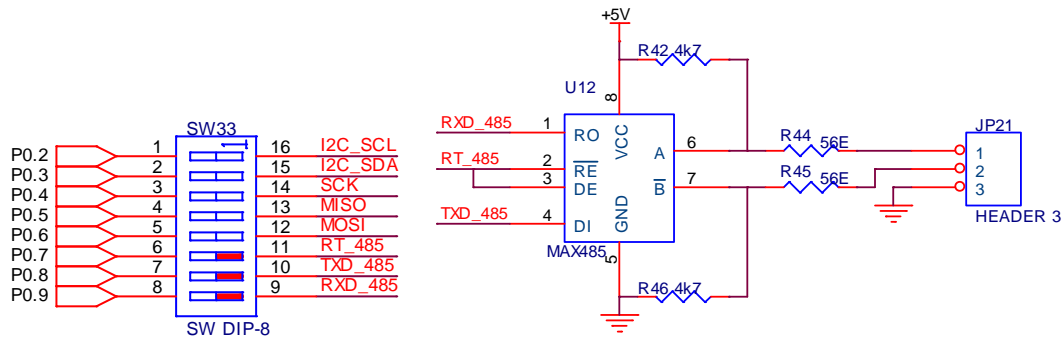 SW33
1
P0.2 1 16 I2C_SCL
P0.3 2 15 I2C_SDA
P0.4 3 14 SCK
P0.5 4 13 MISO
P0.6 5 12 MOSI
P0.7 6 11 RT_485
P0.8 7 10 TXD_485
P0.9 8 9 RXD_485
SW DIP-8
+5V
R42 4k7
U12
8
VCC
RXD_485 1 RO
RT_485 2 RE
3 DE
TXD_485 4 DI
A 6
B 7
GND
5
MAX485
R46 4k7
R44 56E
R45 56E
JP21
1
2
3
HEADER 3